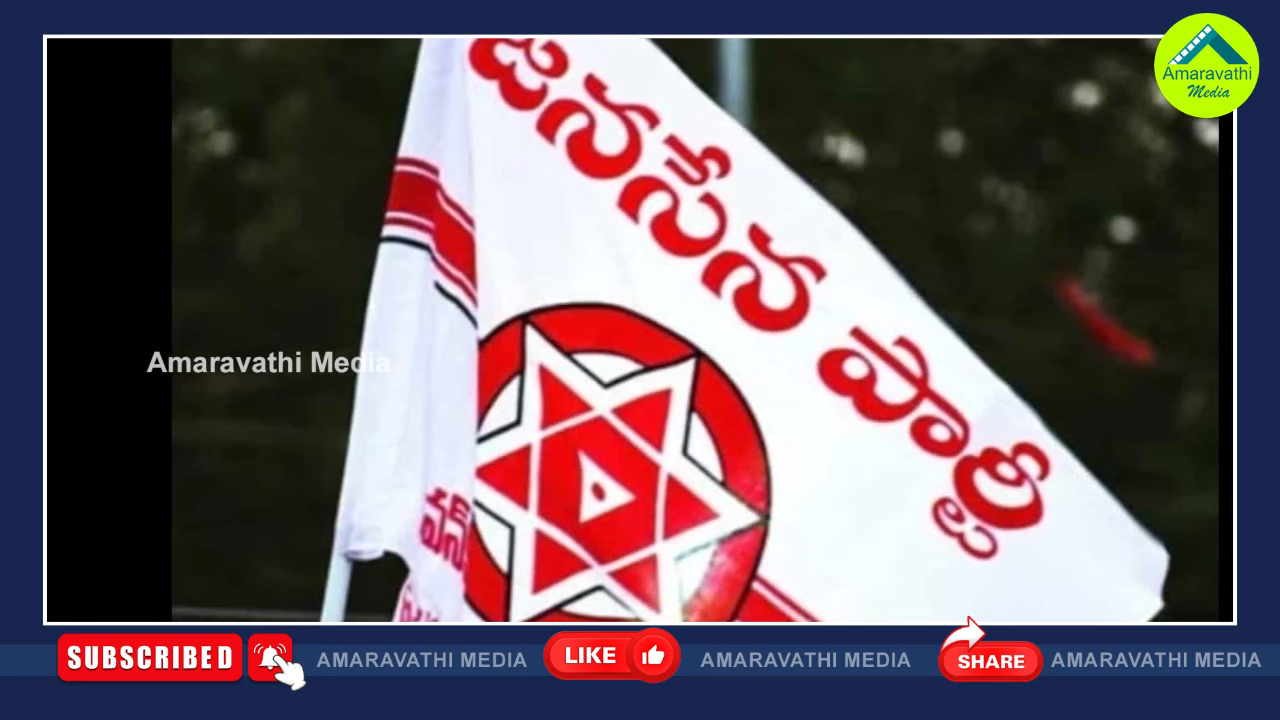 Amaravathi
Media
జనసేన పార్టీ
Amaravathi Media
SUBSCRIBED
AMARAVATHI MEDIA
LIKE
AMARAVATHI MEDIA
SHARE
AMARAVATHI MEDIA